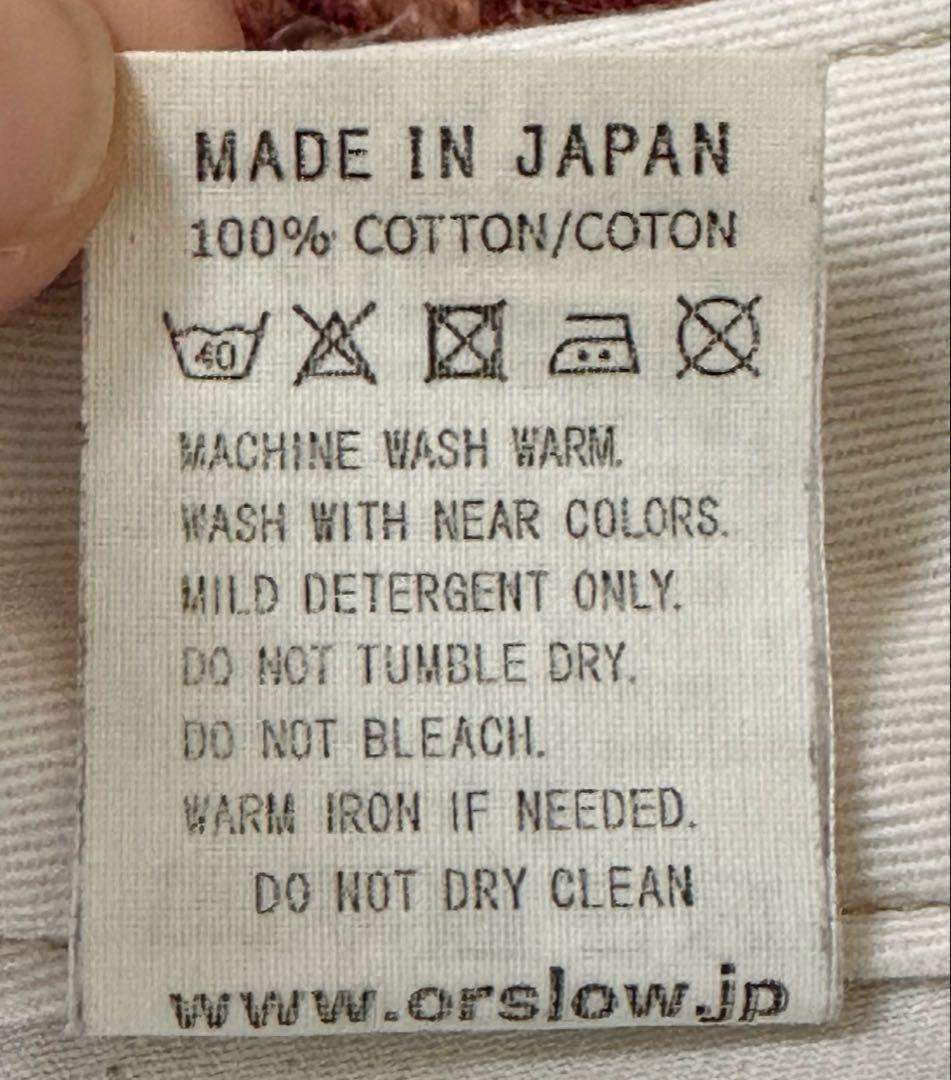 MADE IN JAPAN
100% COTTON/COTON
40
MACHINE WASH WARM.
WASH WITH NEAR COLORS.
MILD DETERGENT ONLY.
DO NOT TUMBLE DRY.
DO NOT BLEACH.
WARM IRON IF NEEDED.
DO NOT DRY CLEAN
www.orslow.jp